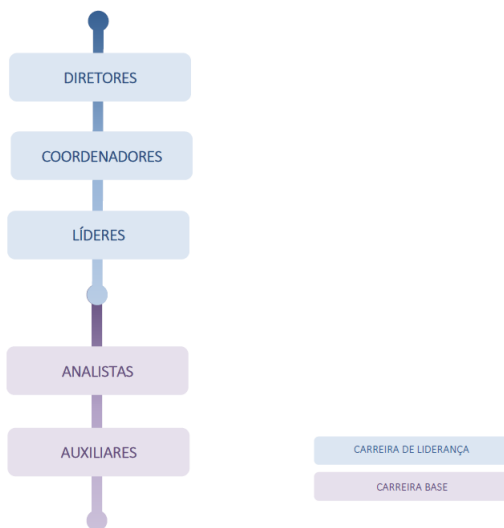 DIRETORES
COORDENADORES
LÍDERES
ANALISTAS
AUXILIARES
CARREIRA DE LIDERANÇA
CARREIRA BASE